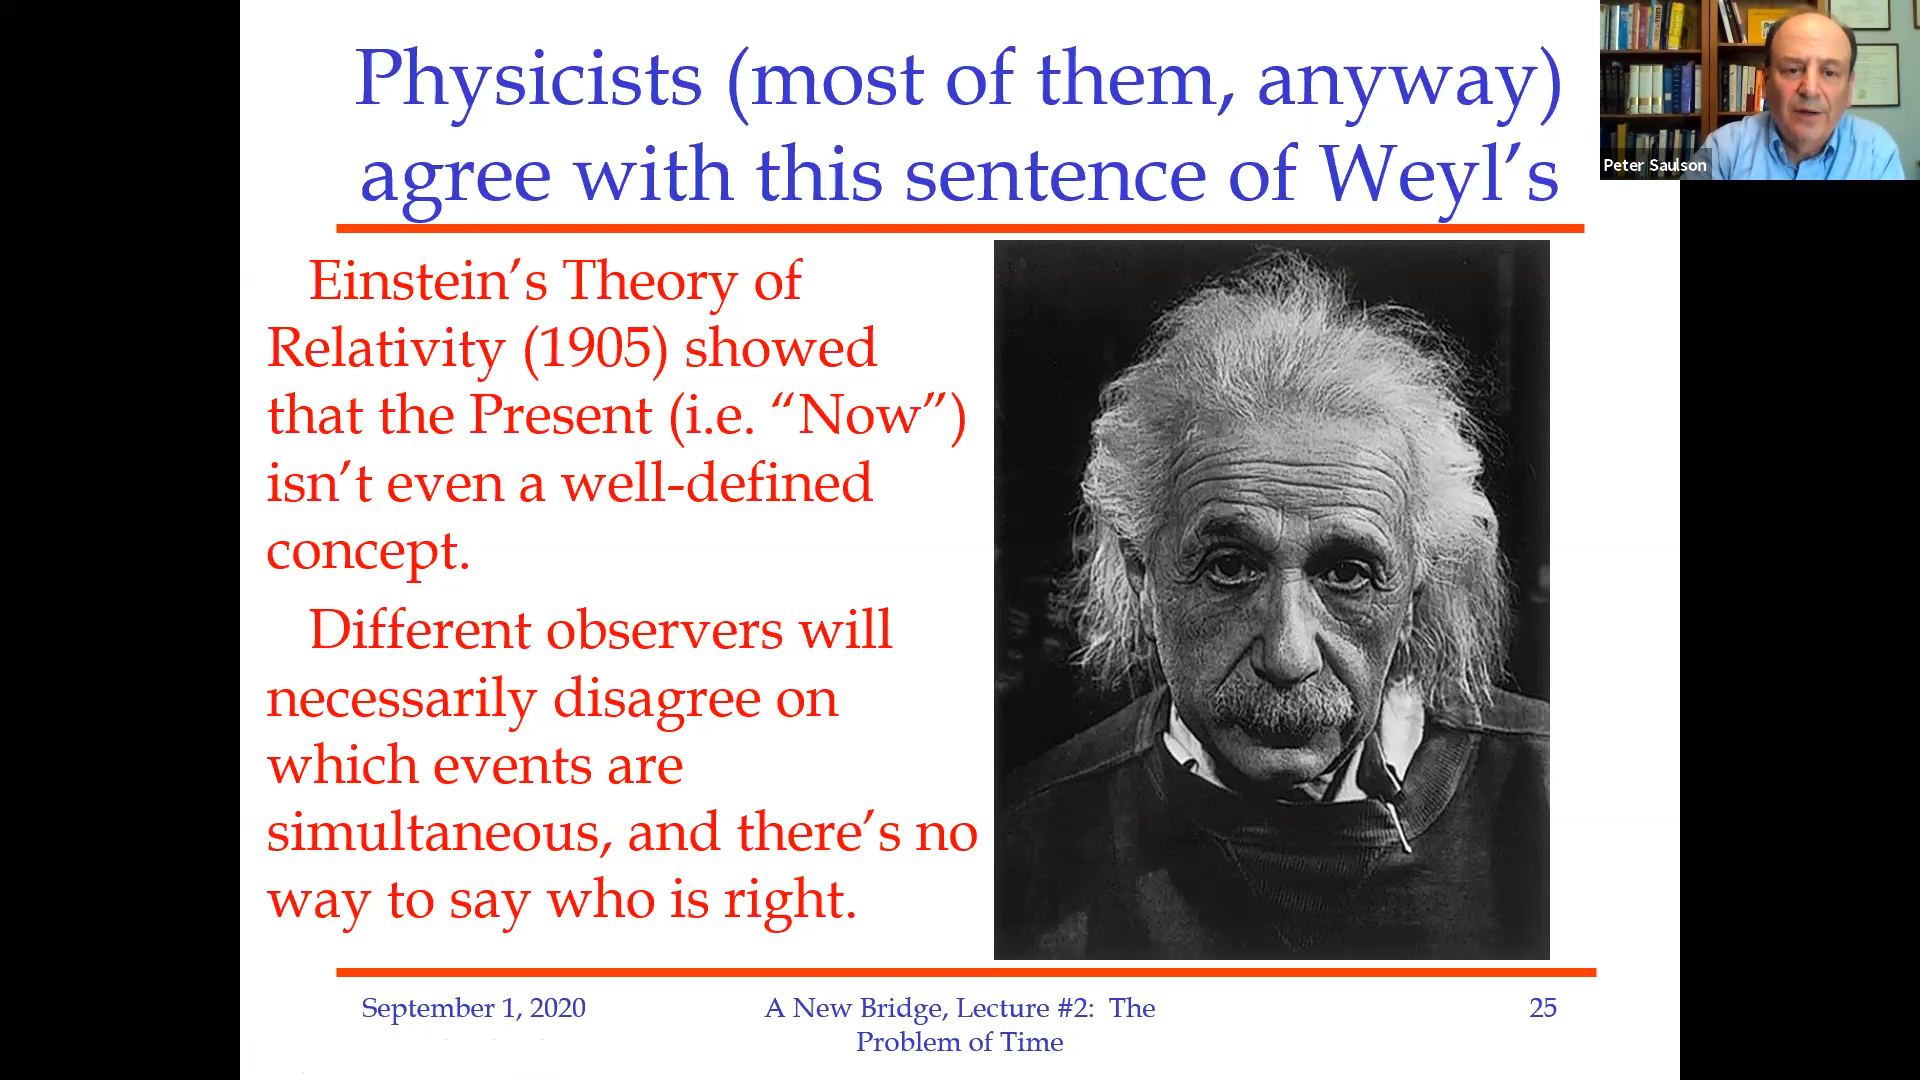 Physicists (most of them, anyway)
agree with this sentence of Weyl’s
Peter Saulson
Einstein’s Theory of
Relativity (1905) showed
that the Present (i.e. “Now”)
isn’t even a well-defined
concept.
Different observers will
necessarily disagree on
which events are
simultaneous, and there’s no
way to say who is right.
September 1, 2020
A New Bridge, Lecture #2: The
Problem of Time
25